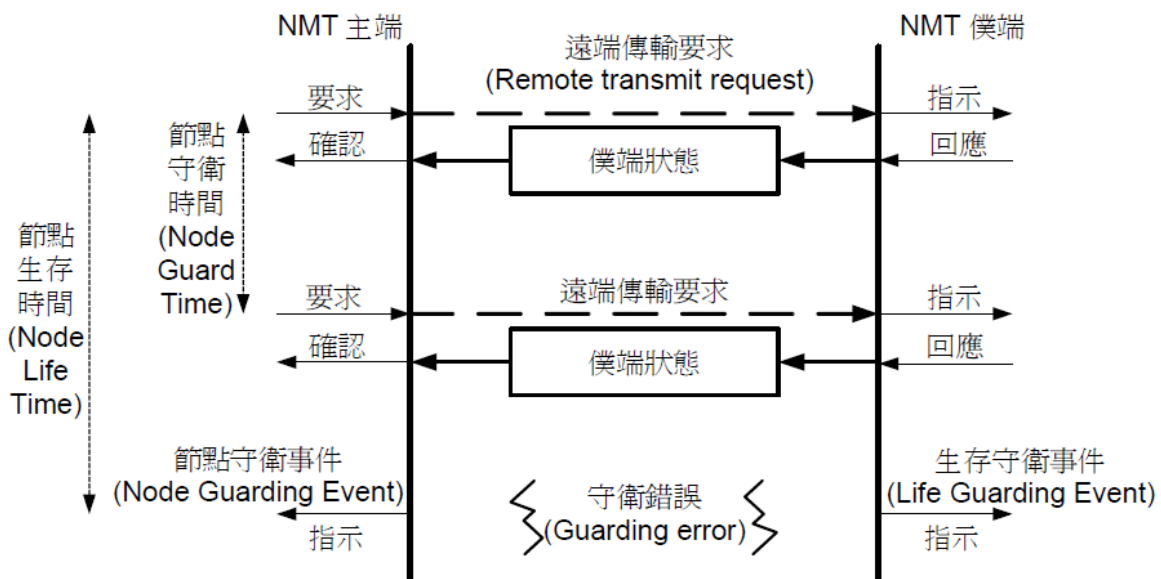 NMT 主端
遠端傳輸要求
(Remote transmit request)
NMT 僕端
要求
指示
確認
僕端狀態
回應
節點
守衛
時間
(Node
Guard
Time)
節點
生存
時間
(Node
Life
Time)
遠端傳輸要求
要求
指示
確認
僕端狀態
回應
節點守衛事件
(Node Guarding Event)
指示
守衛錯誤
(Guarding error)
生存守衛事件
(Life Guarding Event)
指示